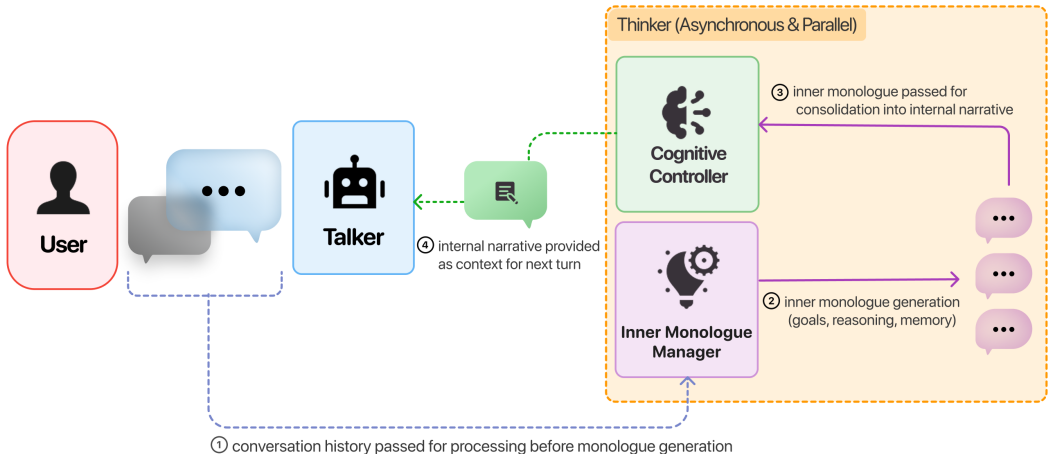 Thinker (Asynchronous & Parallel)
User
Talker
Cognitive
Controller
③ inner monologue passed for
consolidation into internal narrative
④ internal narrative provided
as context for next turn
Inner Monologue
Manager
② inner monologue generation
(goals, reasoning, memory)
① conversation history passed for processing before monologue generation